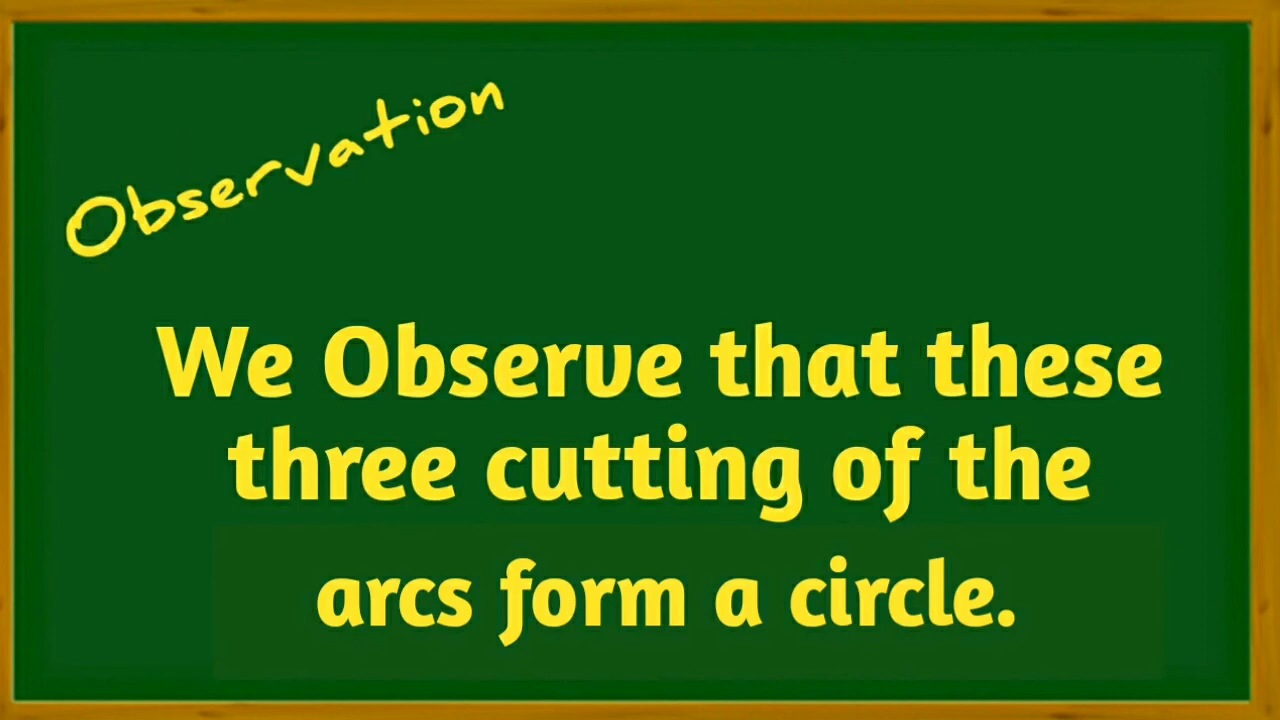 Observation
We Observe that these
three cutting of the
arcs form a circle.